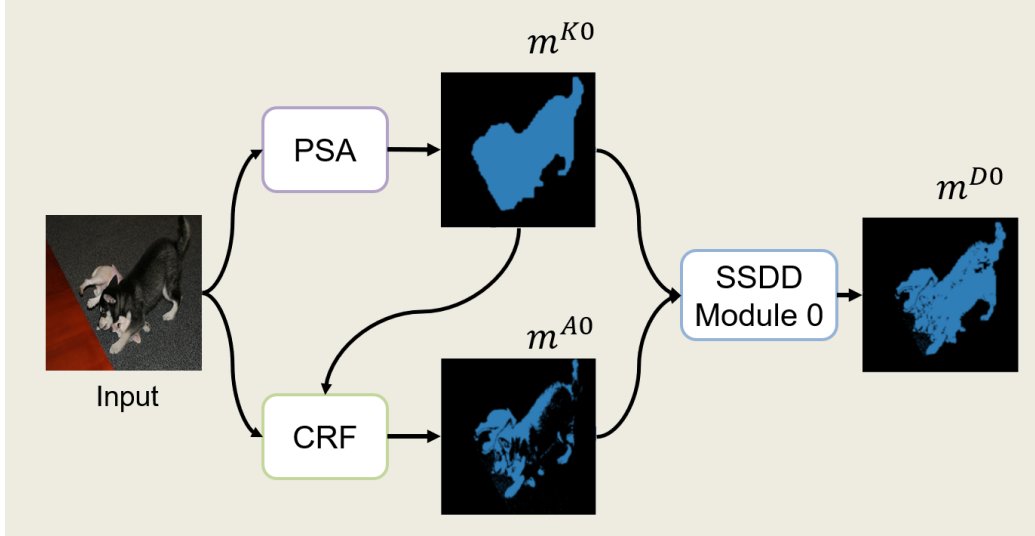 m^{K0}
PSA
m^{D0}
SSDD
Module 0
m^{A0}
Input
CRF